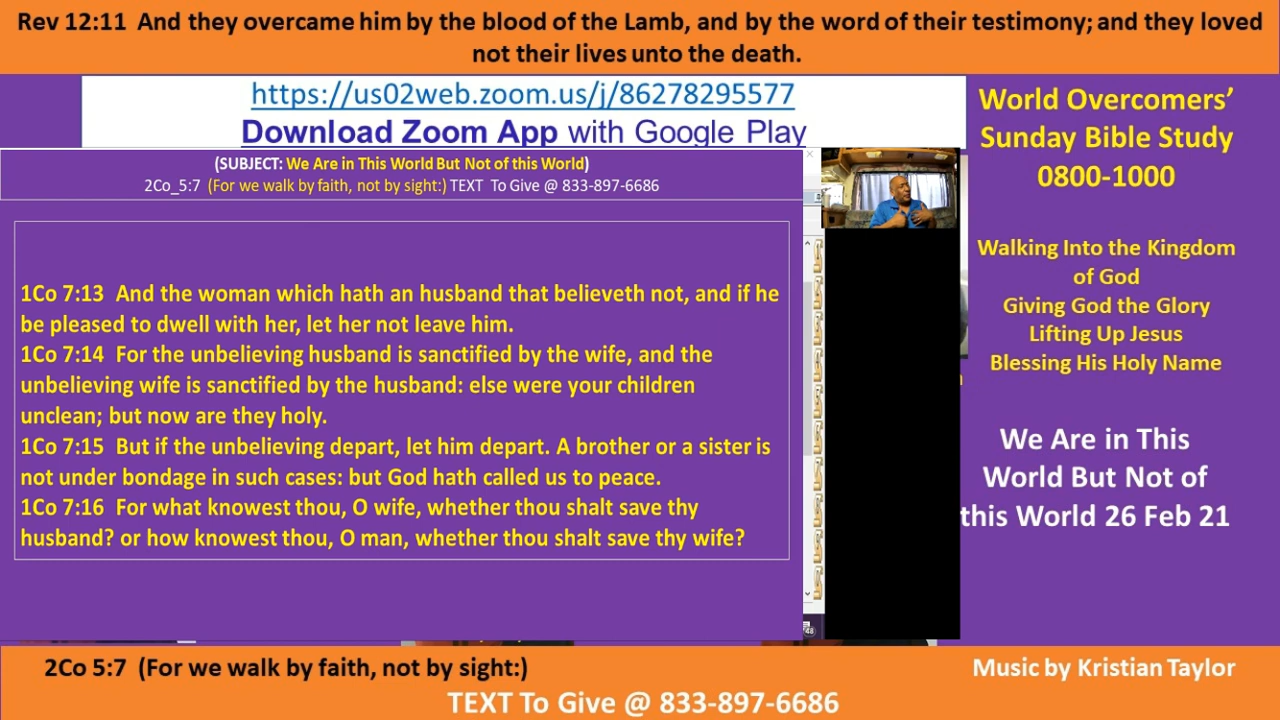 Rev 12:11 And they overcame him by the blood of the Lamb, and by the word of their testimony; and they loved
not their lives unto the death.
https://us02web.zoom.us/j/86278295577
Download Zoom App with Google Play
(SUBJECT: We Are in This World But Not of this World)
2Co_5:7 (For we walk by faith, not by sight:) TEXT To Give @ 833-897-6686
1Co 7:13 And the woman which hath an husband that believeth not, and if he
be pleased to dwell with her, let her not leave him.
1Co 7:14 For the unbelieving husband is sanctified by the wife, and the
unbelieving wife is sanctified by the husband: else were your children
unclean; but now are they holy.
1Co 7:15 But if the unbelieving depart, let him depart. A brother or a sister is
not under bondage in such cases: but God hath called us to peace.
1Co 7:16 For what knowest thou, O wife, whether thou shalt save thy
husband? or how knowest thou, O man, whether thou shalt save thy wife?
World Overcomers’
Sunday Bible Study
0800-1000
Walking Into the Kingdom
of God
Giving God the Glory
Lifting Up Jesus
Blessing His Holy Name
We Are in This
World But Not of
this World 26 Feb 21
2Co 5:7 (For we walk by faith, not by sight:)
Music by Kristian Taylor
TEXT To Give @ 833-897-6686